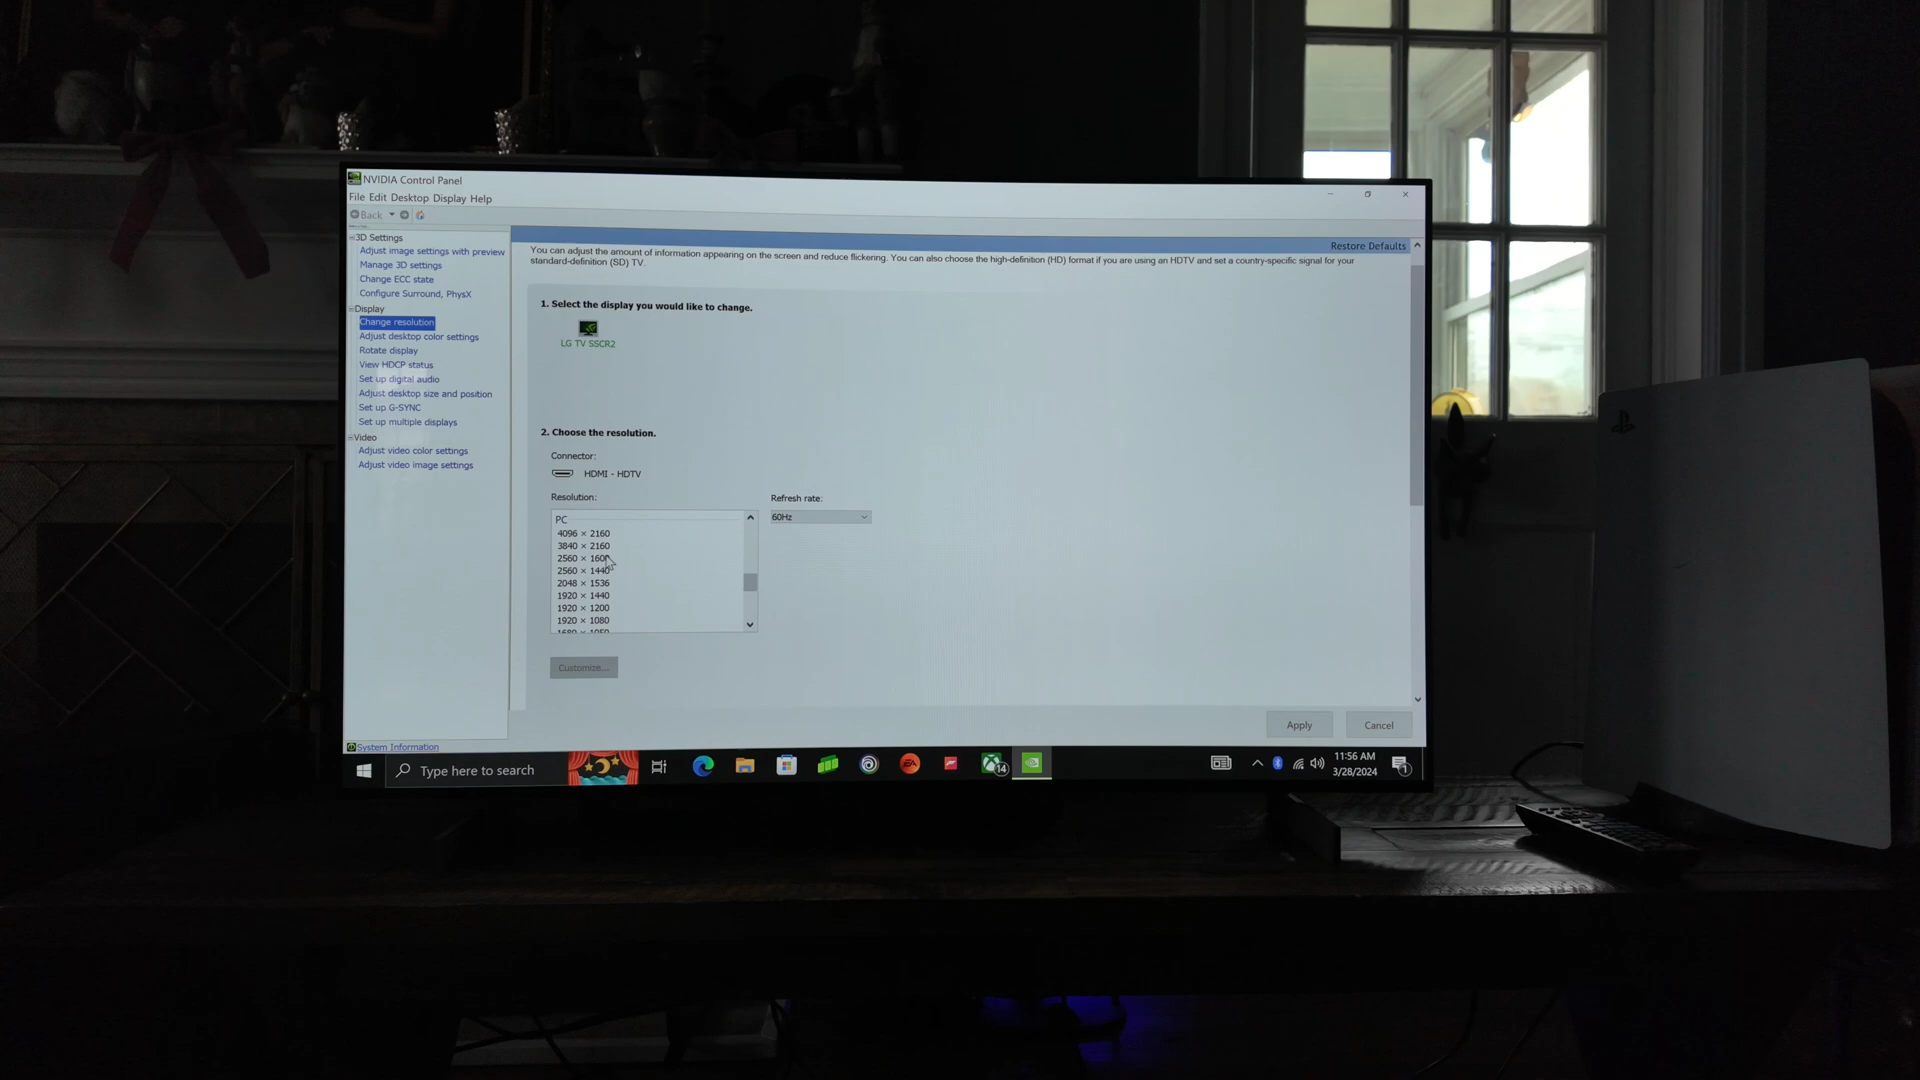 NVIDIA Control Panel
File Edit Desktop Display Help
Back
3D Settings
Adjust image settings with preview
Manage 3D settings
Change ECC state
Configure Surround, PhysX
Display
Change resolution
Adjust desktop color settings
Rotate display
View HDCP status
Set up digital audio
Adjust desktop size and position
Set up G-SYNC
Set up multiple displays
Video
Adjust video color settings
Adjust video image settings
System Information
Restore Defaults
You can adjust the amount of information appearing on the screen and reduce flickering. You can also choose the high-definition (HD) format if you are using an HDTV and set a country-specific signal for your
standard-definition (SD) TV.
1. Select the display you would like to change.
LG TV SSCR2
2. Choose the resolution.
Connector:
HDMI - HDTV
Resolution:
Refresh rate:
60Hz
PC
4096 × 2160
3840 × 2160
2560 × 1600
2560 × 1440
2048 × 1536
1920 × 1440
1920 × 1200
1920 × 1080
1680 × 1050
Customize...
Apply
Cancel
Type here to search
EA
14
11:56 AM
3/28/2024
1